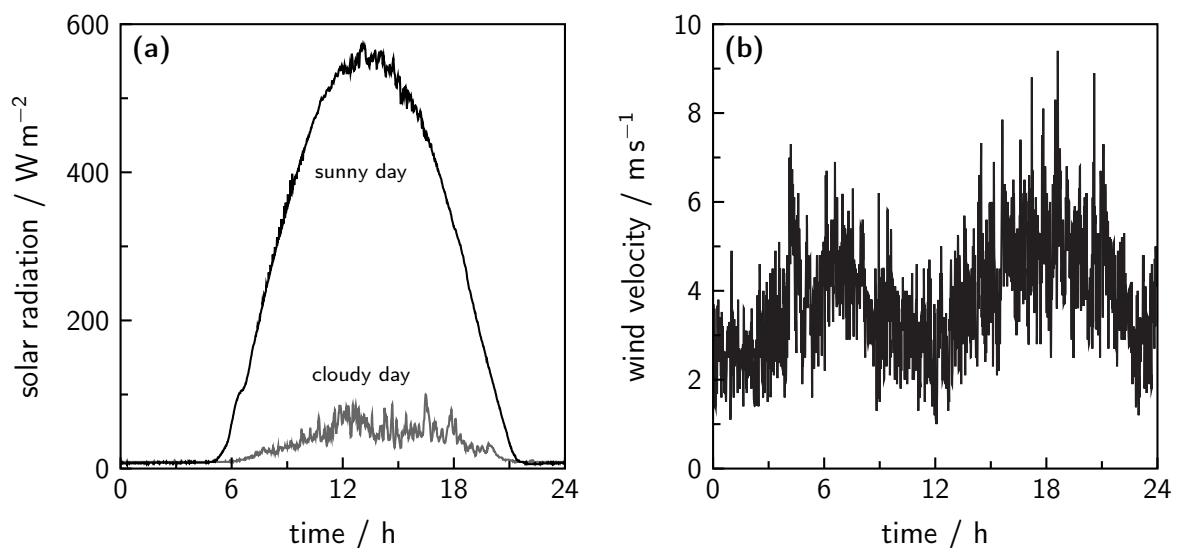 (a)
600
400
200
0
solar radiation / W m⁻²
sunny day
cloudy day
0 6 12 18 24
time / h
(b)
10
8
6
4
2
0
wind velocity / m s⁻¹
0 6 12 18 24
time / h